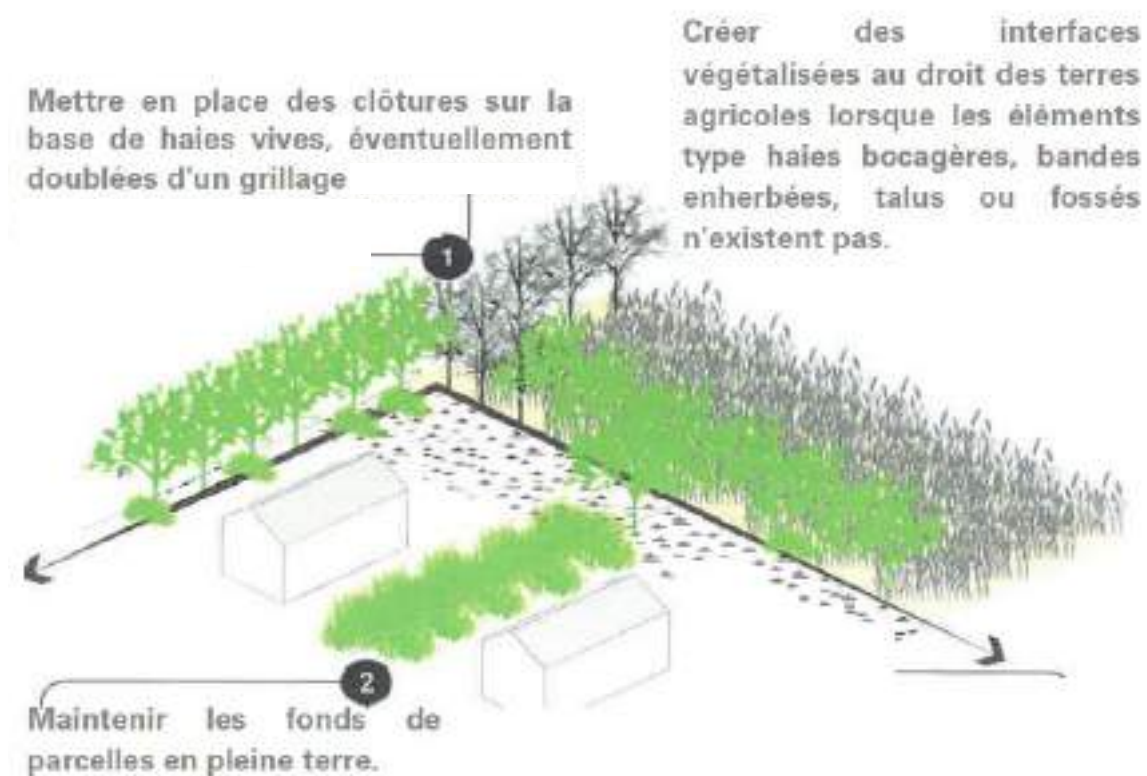 Mettre en place des clôtures sur la
base de haies vives, éventuellement
doublées d'un grillage
Créer des interfaces
végétalisées au droit des terres
agricoles lorsque les éléments
type haies bocagères, bandes
enherbées, talus ou fossés
n'existent pas.
1
2
Maintenir les fonds de
parcelles en pleine terre.